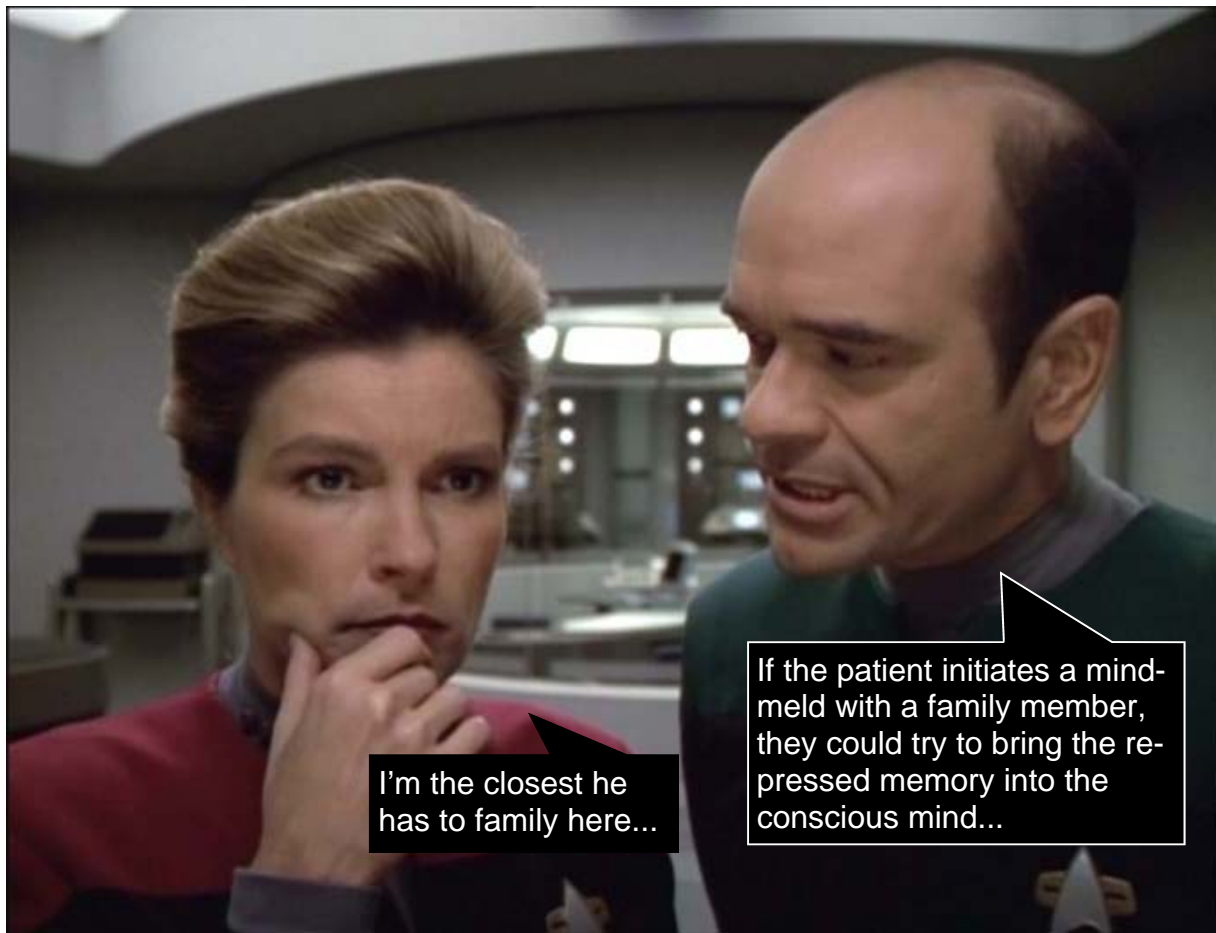 If the patient initiates a mind-
meld with a family member,
they could try to bring the re-
pressed memory into the
conscious mind...
I'm the closest he
has to family here...